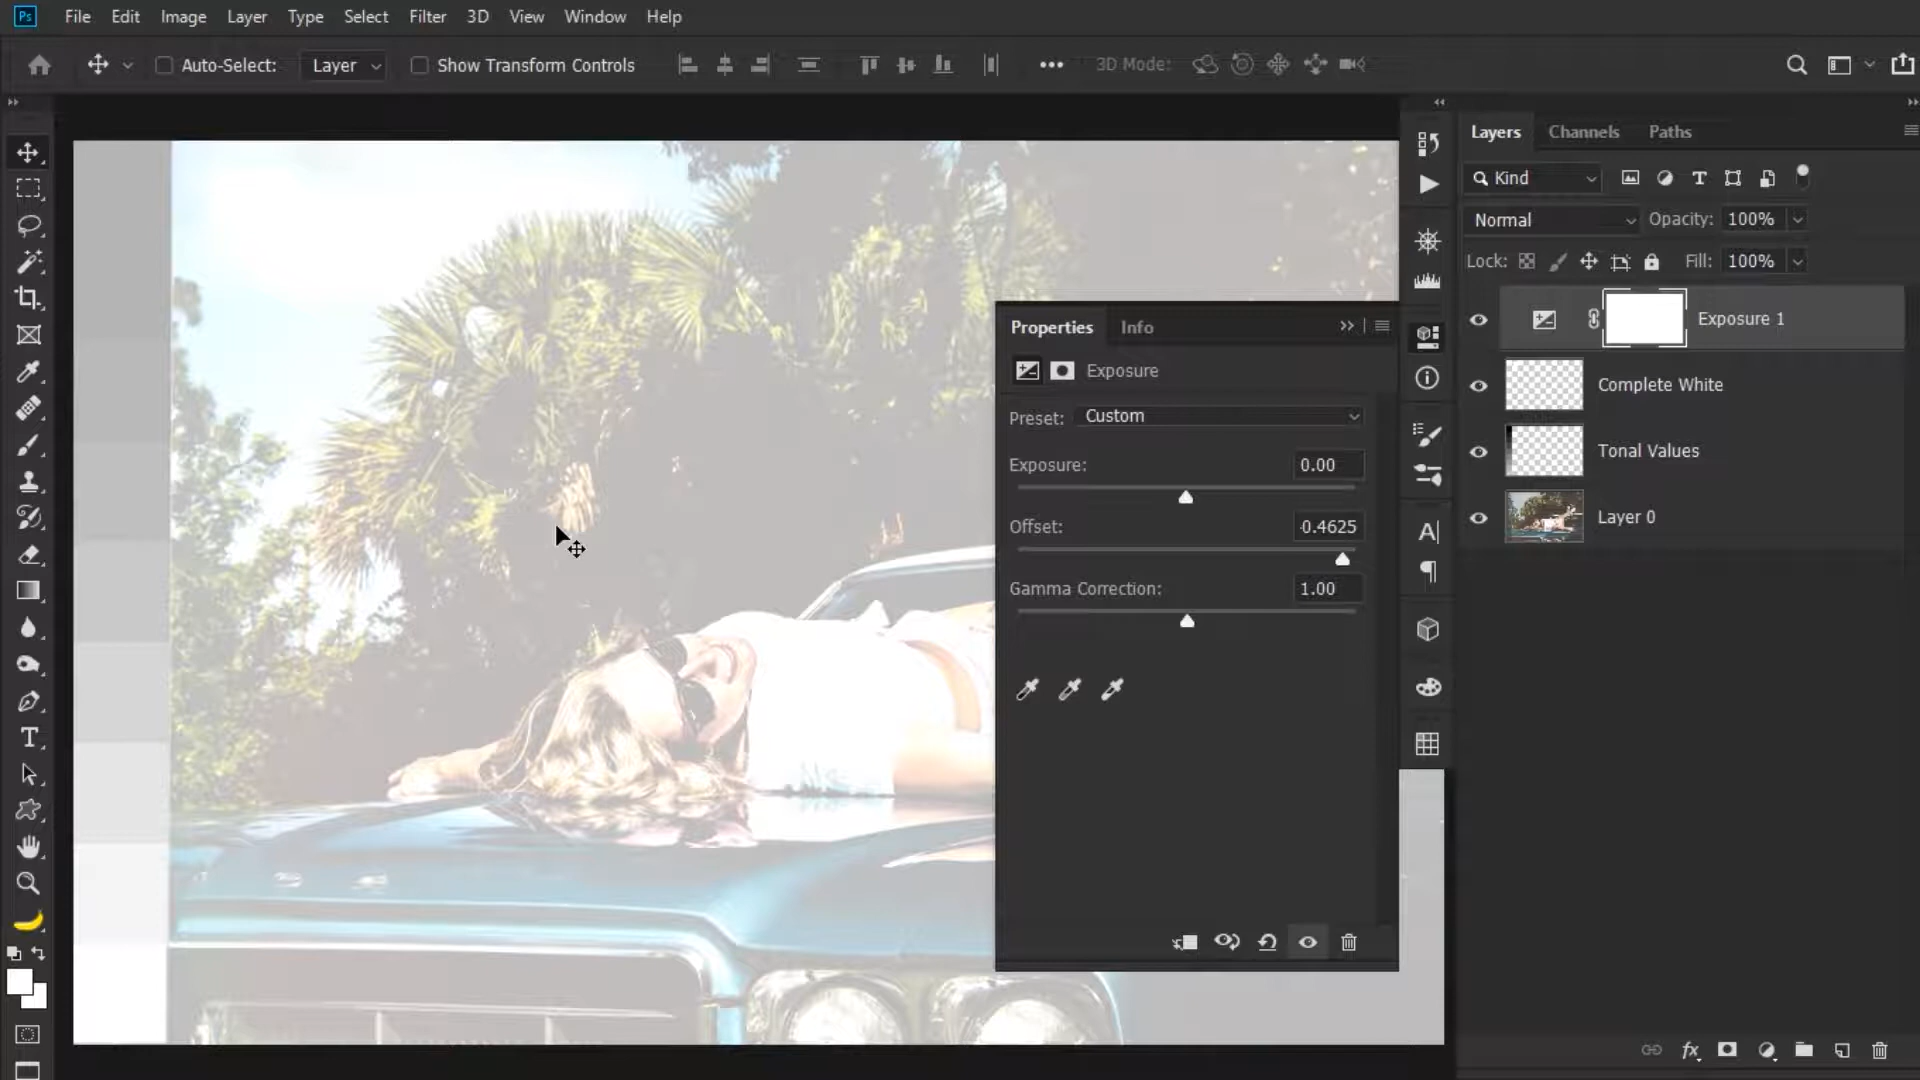 Ps File Edit Image Layer Type Select Filter 3D View Window Help
Auto-Select: Layer Show Transform Controls 3D Mode:
Layers Channels Paths
Kind
Normal Opacity: 100%
Lock: Fill: 100%
Exposure 1
Complete White
Tonal Values
Layer 0
Properties Info
Exposure
Preset: Custom
Exposure: 0.00
Offset: 0.4625
Gamma Correction: 1.00